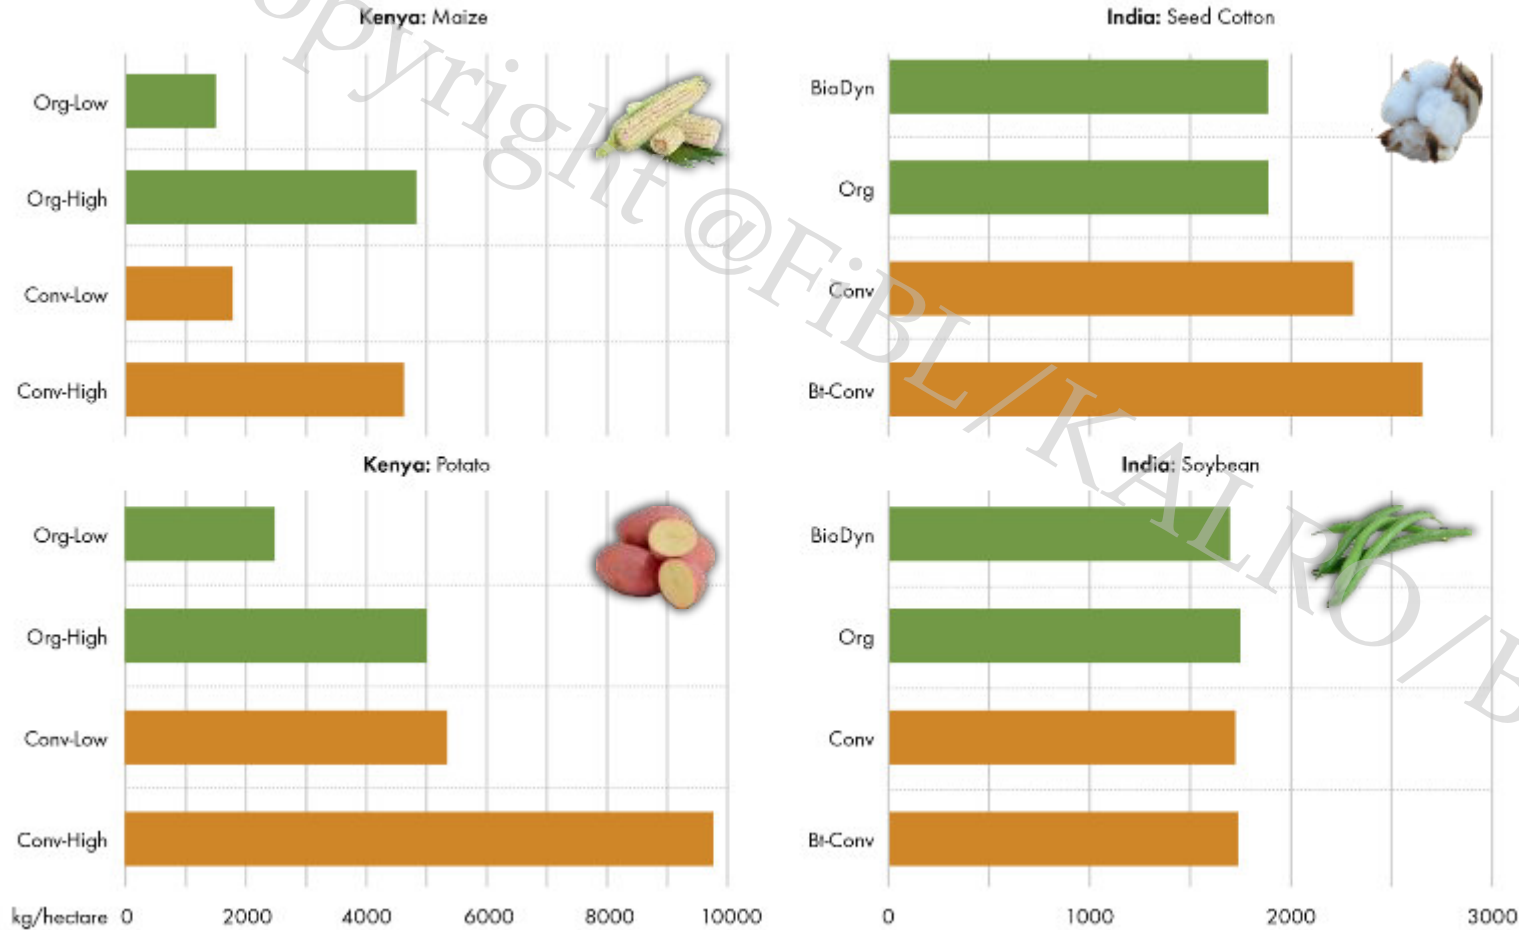 Kenya: Maize
Org-Low
Org-High
Conv-Low
Conv-High
India: Seed Cotton
BioDyn
Org
Conv
Bt-Conv
Kenya: Potato
Org-Low
Org-High
Conv-Low
Conv-High
kg/hectare 0 2000 4000 6000 8000 10000
India: Soybean
BioDyn
Org
Conv
Bt-Conv
0 1000 2000 3000
opyright @FiBL/KALRO/